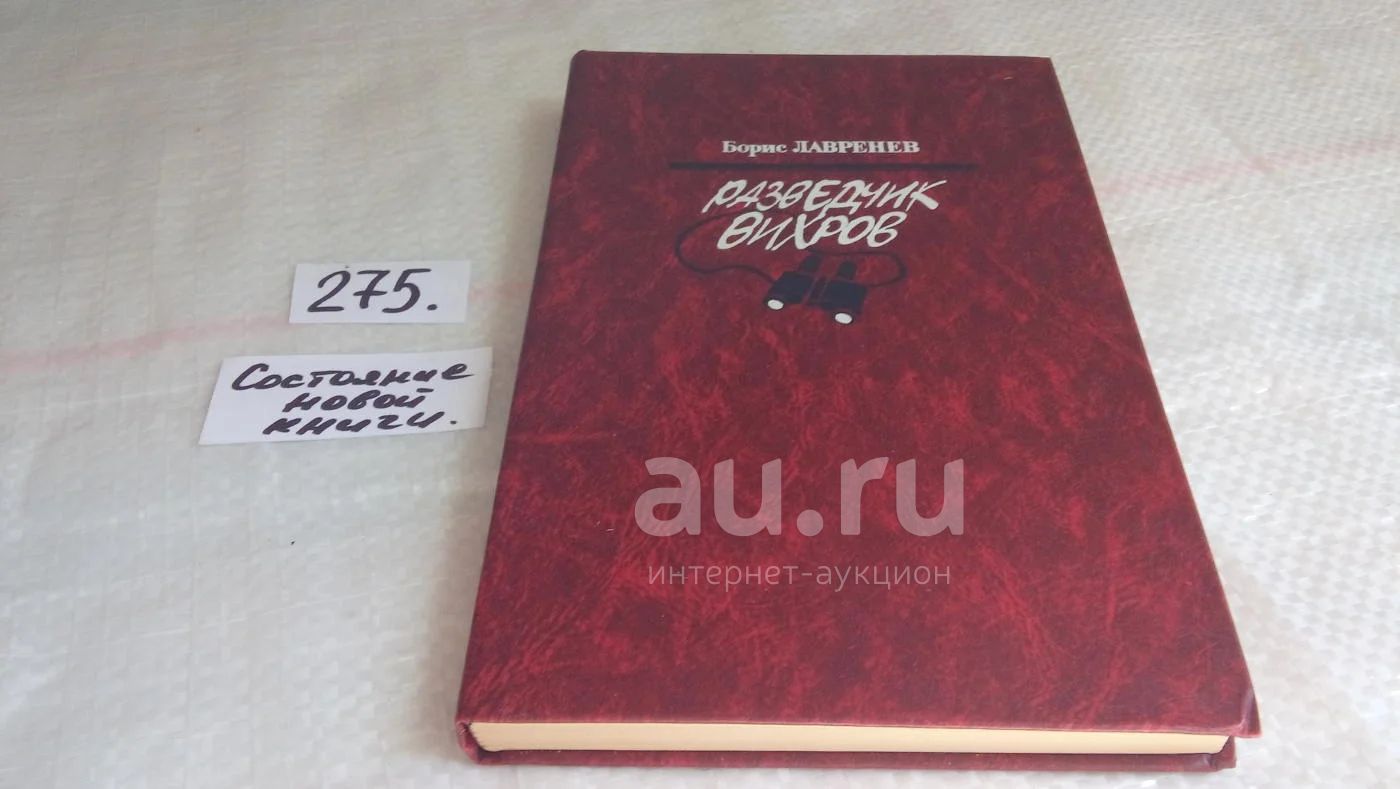 Борис ЛАВРЕНЕВ
РАЗВЕДЧИК
ВИХРОВ
275.
Состояние
новой
книги.
au.ru
интернет-аукцион